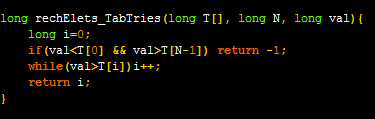 long rechElets_TabTries(long T[], long N, long val){
long i=0;
if(val<T[0] && val>T[N-1]) return -1;
while(val>T[i])i++;
return i;
}